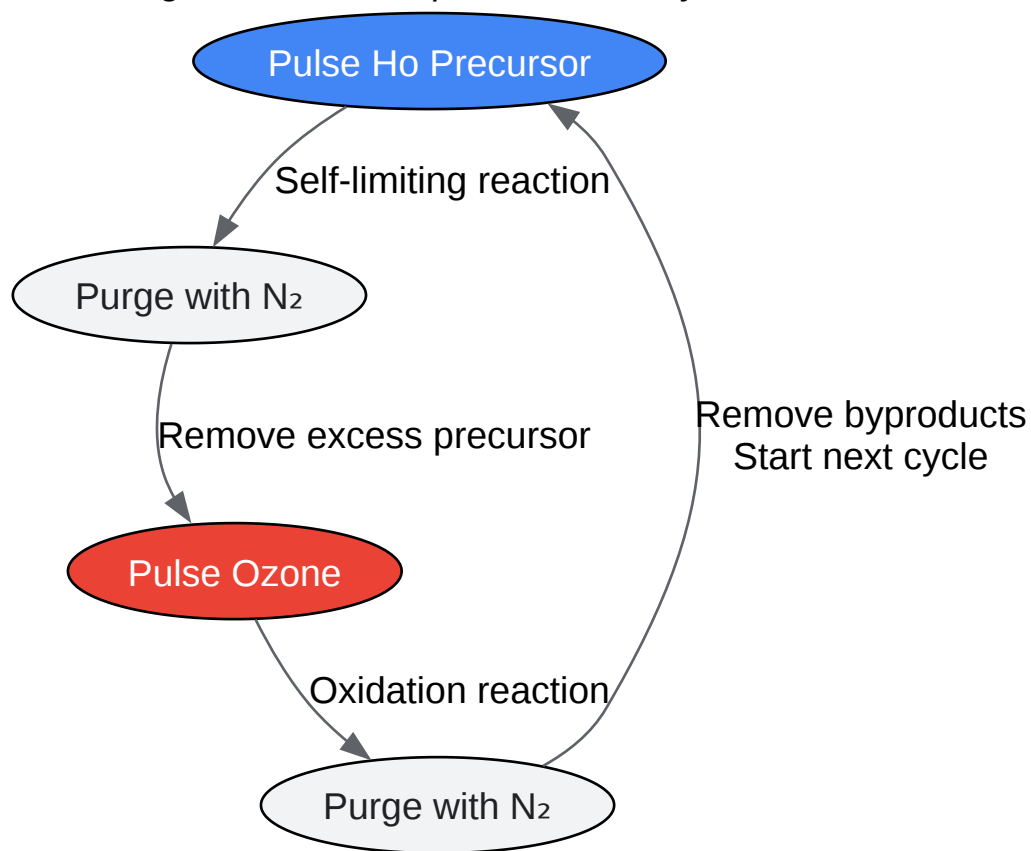 Pulse Ho Precursor
Self-limiting reaction
Purge with N₂
Remove byproducts
Start next cycle
Remove excess precursor
Pulse Ozone
Oxidation reaction
Purge with N₂